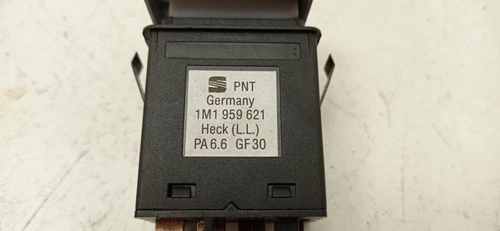 PNT
Germany
1M1 959 621
Heck (L.L.)
PA 6.6 GF30